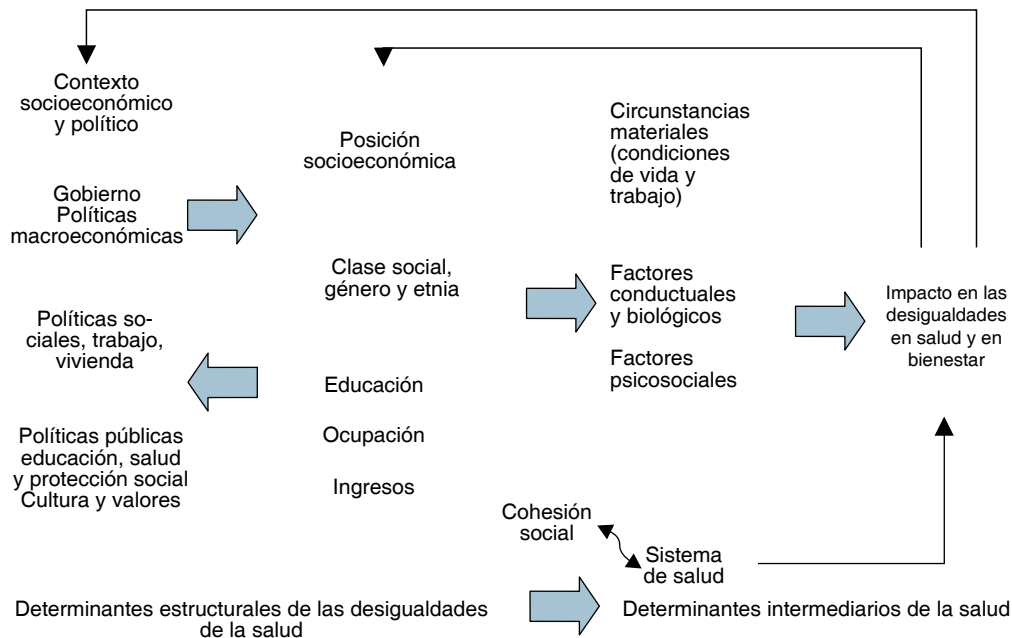 Contexto
socioeconómico
y político
Gobierno
Políticas
macroeconómicas
Políticas so-
ciales, trabajo,
vivienda
Políticas públicas
educación, salud
y protección social
Cultura y valores
Posición
socioeconómica
Clase social,
género y etnia
Educación
Ocupación
Ingresos
Circunstancias
materiales
(condiciones
de vida y
trabajo)
Factores
conductuales
y biológicos
Factores
psicosociales
Impacto en las
desigualdades
en salud y en
bienestar
Cohesión
social
Sistema
de salud
Determinantes estructurales de las desigualdades
de la salud
Determinantes intermediarios de la salud